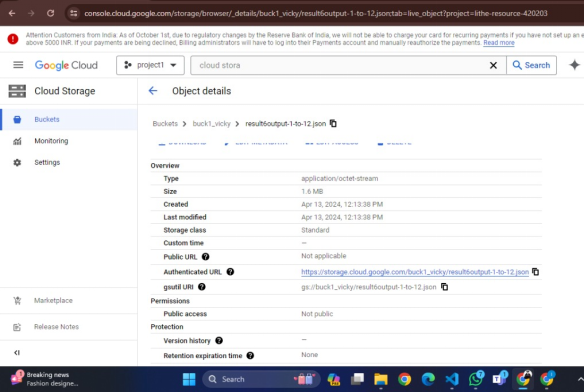 console.cloud.google.com/storage/browser/_details/buck1_vicky/result6output-1-to-12.jsorctab=live_object?project=lithe-resource-420203
Attention Customers from India: As of October 1st, due to regulatory changes by the Reserve Bank of India, we will not be able to charge your card for recurring payments if you have not set up an e
above 5000 INR. If your payments are being declined, Billing administrators will have to log into their Payments account and manually reauthorize the payments. Read more
Google Cloud
project1
cloud stora
Search
Cloud Storage
Object details
Buckets
Monitoring
Settings
Marketplace
Release Notes
Buckets > buck1_vicky > result6output-1-to-12.json
Overview
Type application/octet-stream
Size 1.6 MB
Created Apr 13, 2024, 12:13:38 PM
Last modified Apr 13, 2024, 12:13:38 PM
Storage class Standard
Custom time —
Public URL Not applicable
Authenticated URL https://storage.cloud.google.com/buck1_vicky/result6output-1-to-12.json
gsutil URI gs://buck1_vicky/result6output-1-to-12.json
Permissions
Public access Not public
Protection
Version history —
Retention expiration time None
Breaking news
Fashion designe...
Search